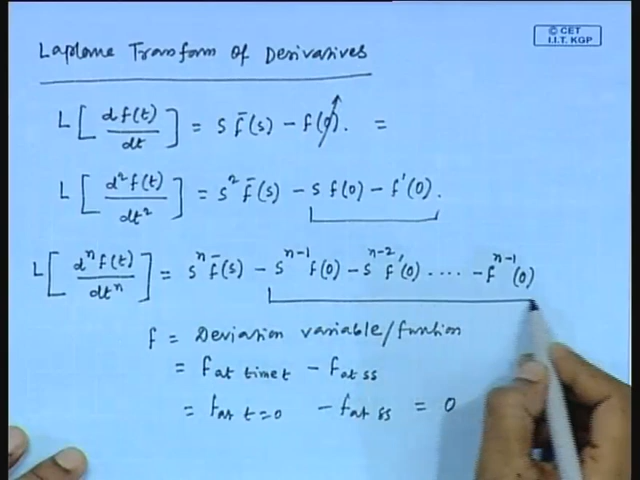 © CET
I.I.T. KGP
Laplace Transform of Derivatives
L [ d f(t) / dt ] = s f̄(s) − f(0). =
L [ d²f(t) / dt² ] = s² f̄(s) − s f(0) − f'(0).
L [ dⁿf(t) / dtⁿ ] = sⁿ f̄(s) − sⁿ⁻¹ f(0) − sⁿ⁻² f'(0) .... − fⁿ⁻¹(0)
f = Deviation variable/function
= f at time t − f at ss
= f at t=0 − f at ss = 0